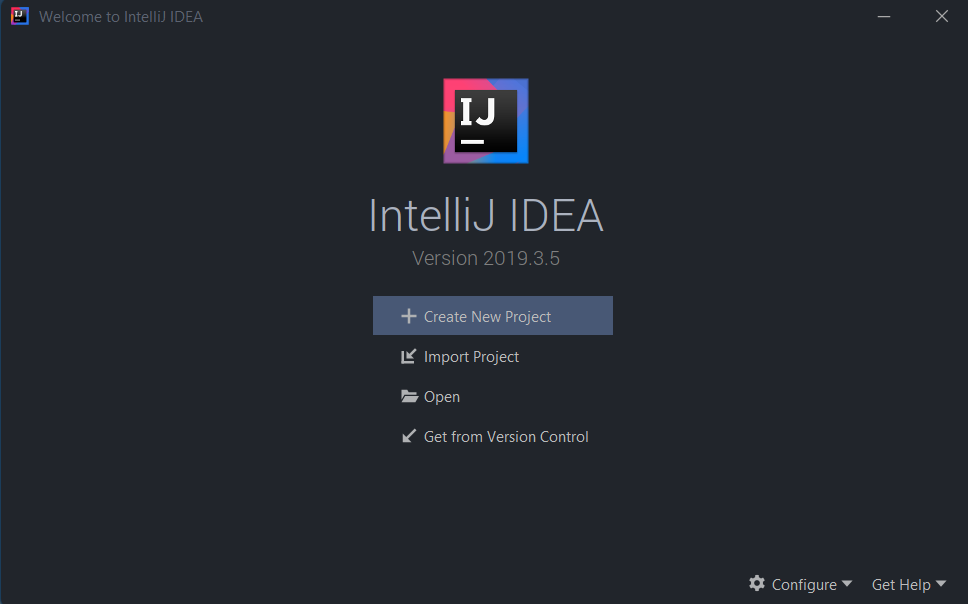 IJ
Welcome to IntelliJ IDEA
IJ
IntelliJ IDEA
Version 2019.3.5
Create New Project
Import Project
Open
Get from Version Control
Configure
Get Help